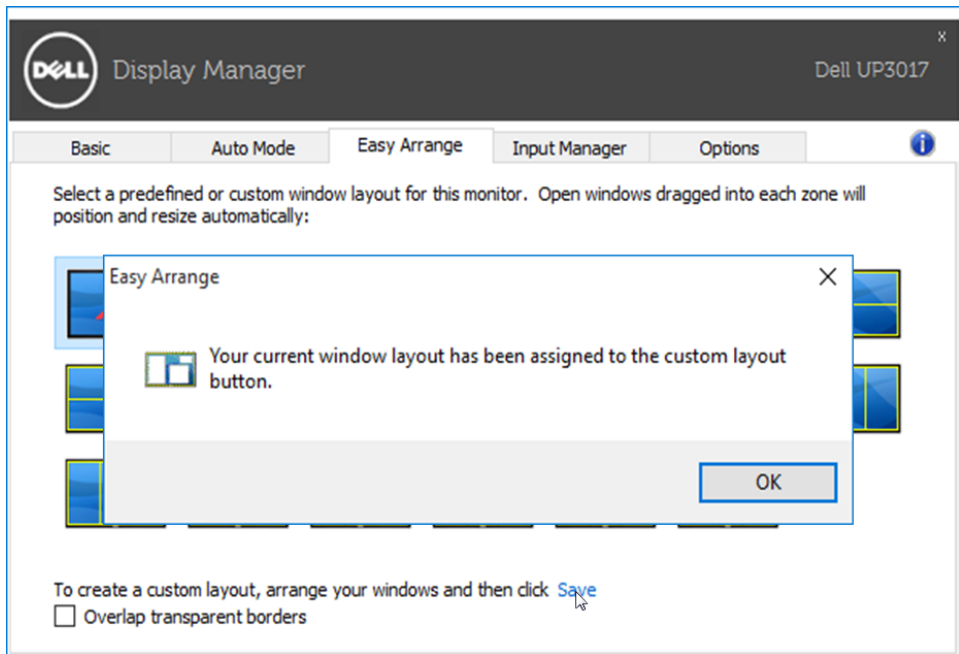 x
DELL
Display Manager
Dell UP3017
Basic
Auto Mode
Easy Arrange
Input Manager
Options
i
Select a predefined or custom window layout for this monitor. Open windows dragged into each zone will
position and resize automatically:
Easy Arrange
Your current window layout has been assigned to the custom layout
button.
OK
To create a custom layout, arrange your windows and then click Save
Overlap transparent borders